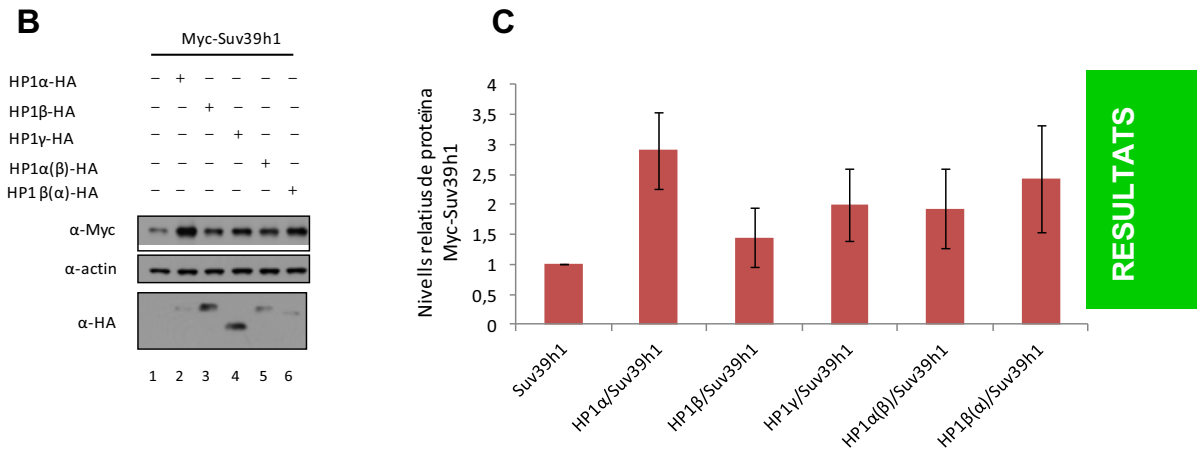 B
Myc-Suv39h1
HP1α-HA − + − − − −
HP1β-HA − − + − − −
HP1γ-HA − − − + − −
HP1α(β)-HA − − − − + −
HP1β(α)-HA − − − − − +
α-Myc
α-actin
α-HA
1 2 3 4 5 6
C
Nivells relatius de proteïna
Myc-Suv39h1
4
3,5
3
2,5
2
1,5
1
0,5
0
Suv39h1
HP1α/Suv39h1
HP1β/Suv39h1
HP1γ/Suv39h1
HP1α(β)/Suv39h1
HP1β(α)/Suv39h1
RESULTATS